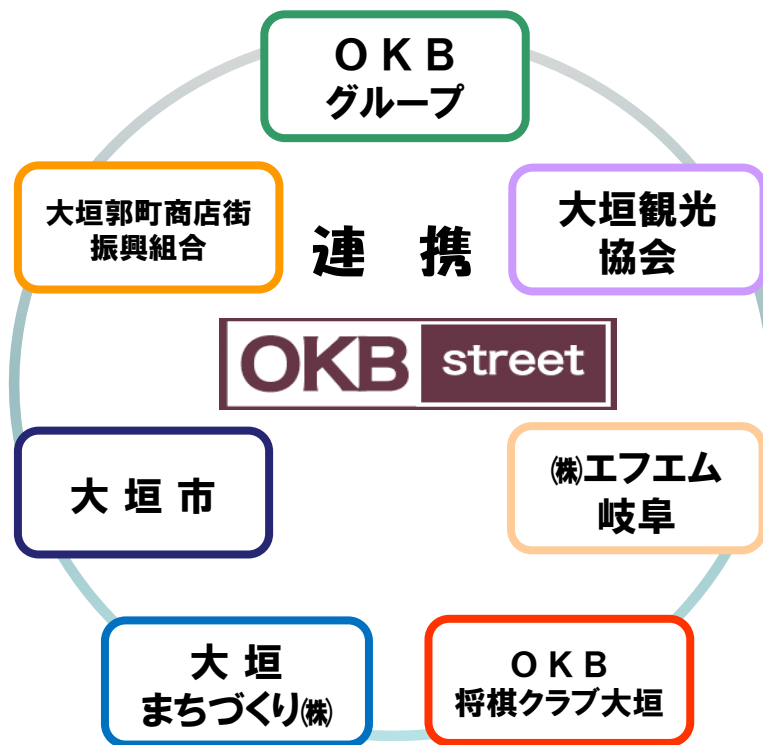 OKB
グループ
大垣郭町商店街
振興組合
連携
大垣観光
協会
OKB street
大垣市
㈱エフエム
岐阜
大垣
まちづくり㈱
OKB
将棋クラブ大垣